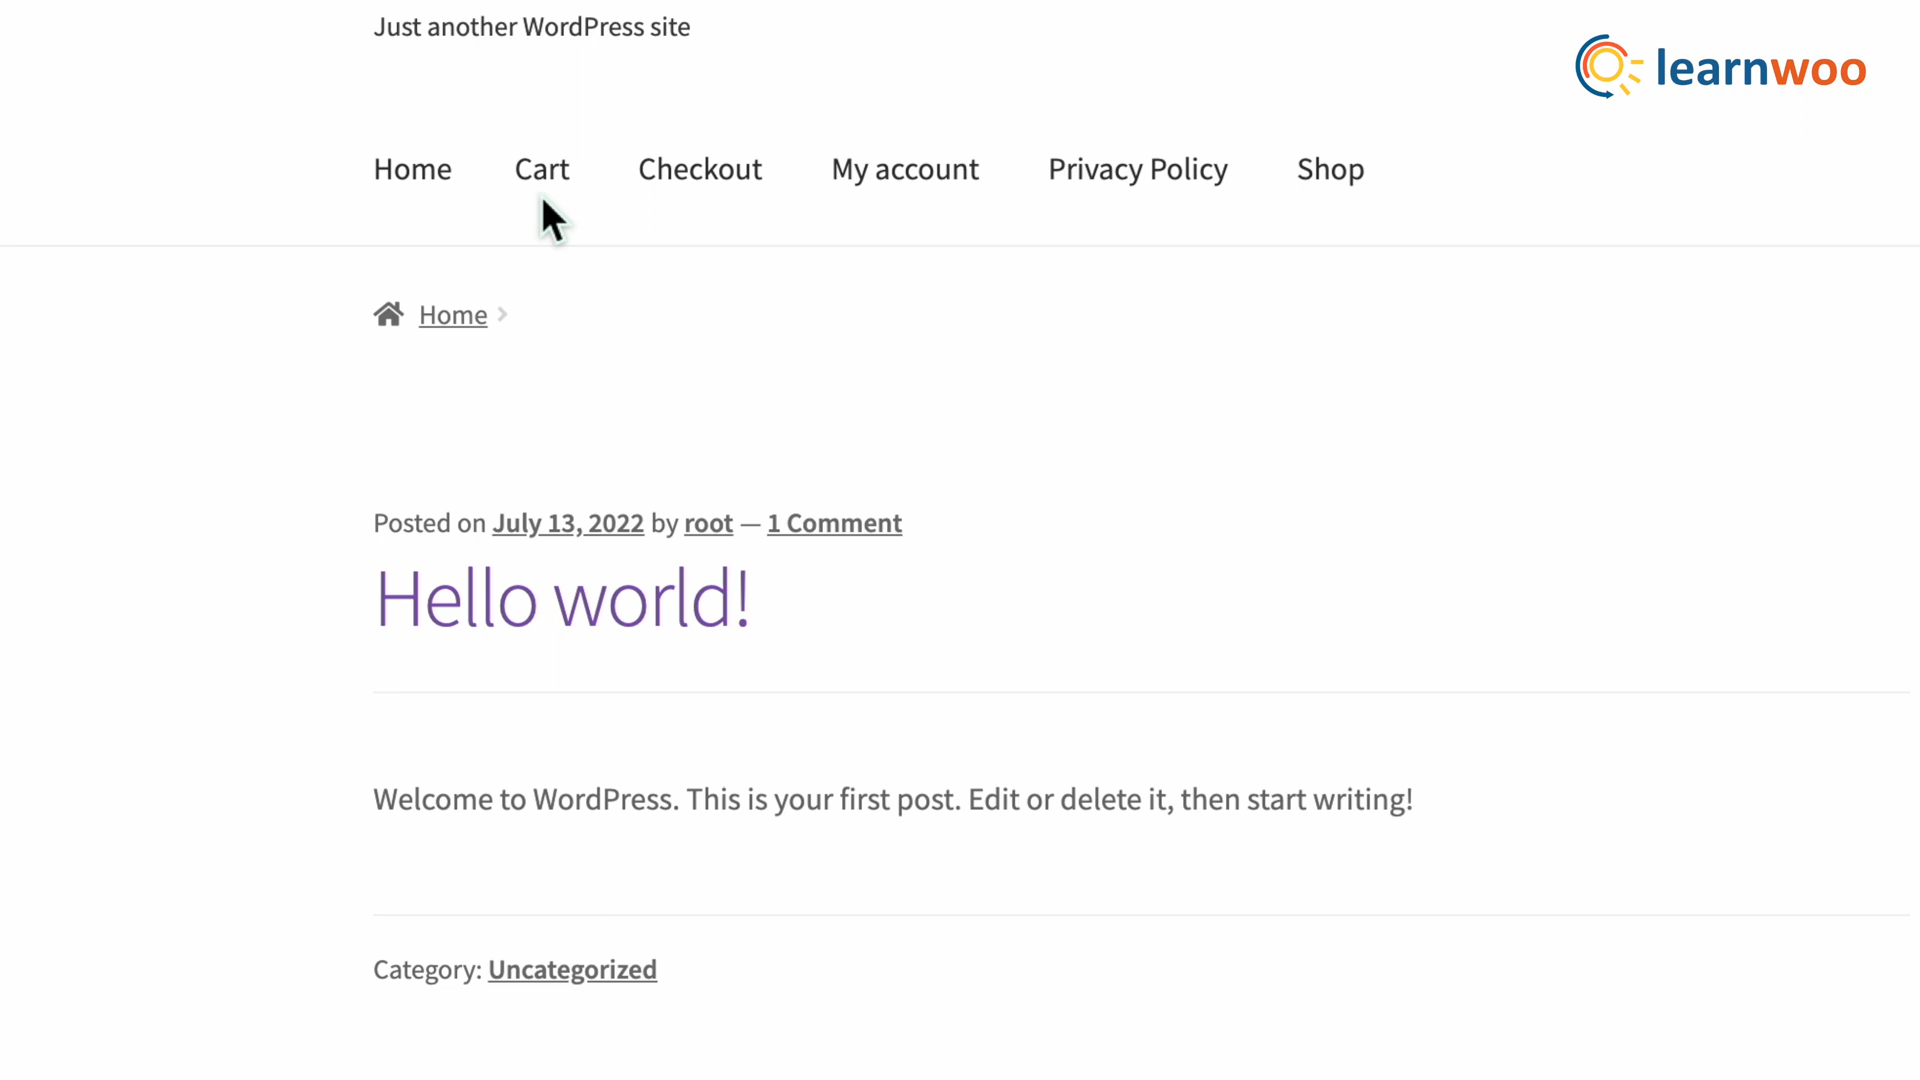 Just another WordPress site
learnwoo
Home Cart Checkout My account Privacy Policy Shop
Home
Posted on July 13, 2022 by root — 1 Comment
Hello world!
Welcome to WordPress. This is your first post. Edit or delete it, then start writing!
Category: Uncategorized